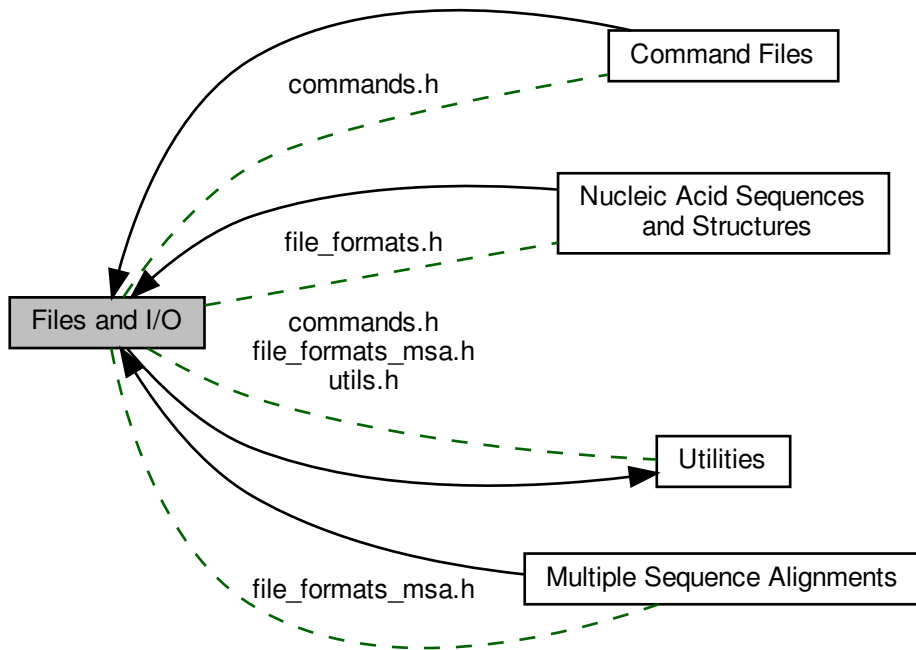 Command Files
commands.h
Nucleic Acid Sequences
and Structures
file_formats.h
Files and I/O
commands.h
file_formats_msa.h
utils.h
Utilities
Multiple Sequence Alignments
file_formats_msa.h